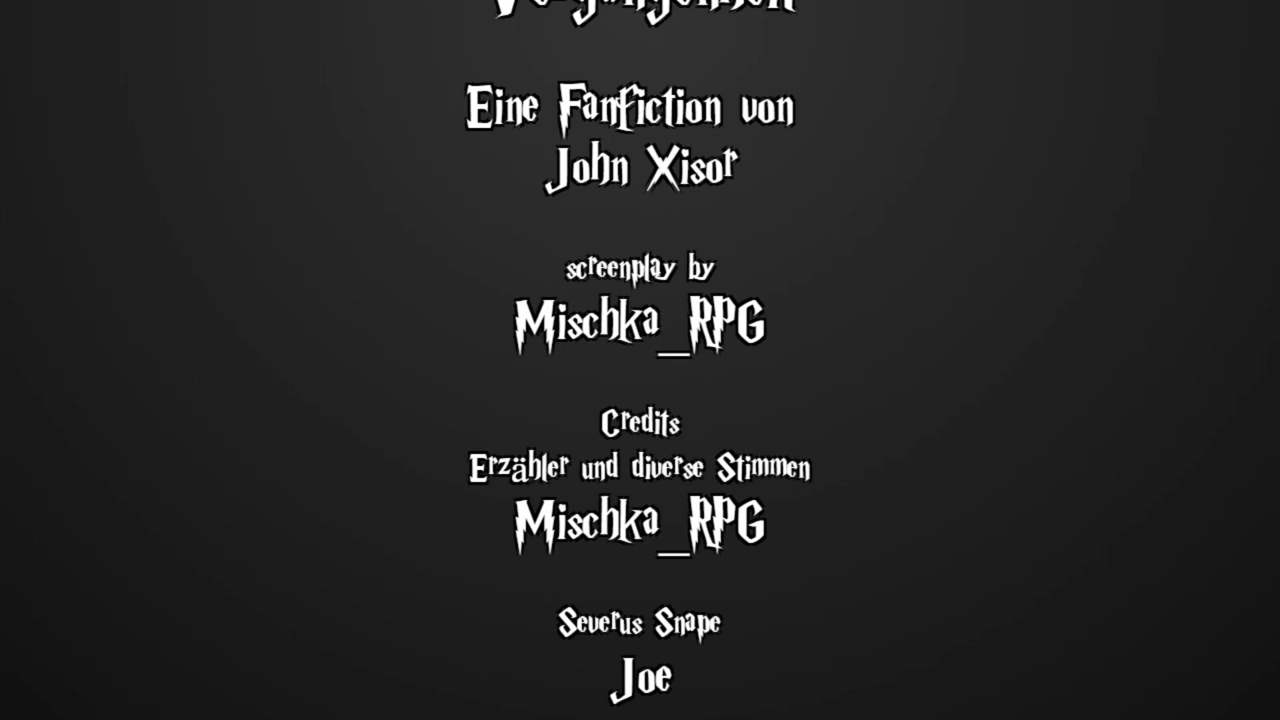 Eine Fanfiction von
John Xisor
screenplay by
Mischka_RPG
Credits
Erzähler und diverse Stimmen
Mischka_RPG
Severus Snape
Joe